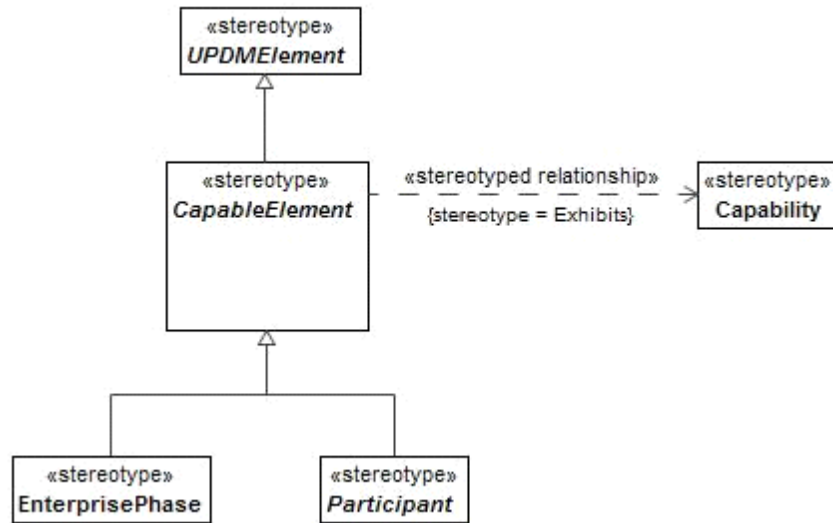 «stereotype»
UPDMElement
«stereotype»
CapableElement
«stereotyped relationship»
{stereotype = Exhibits}
«stereotype»
Capability
«stereotype»
EnterprisePhase
«stereotype»
Participant